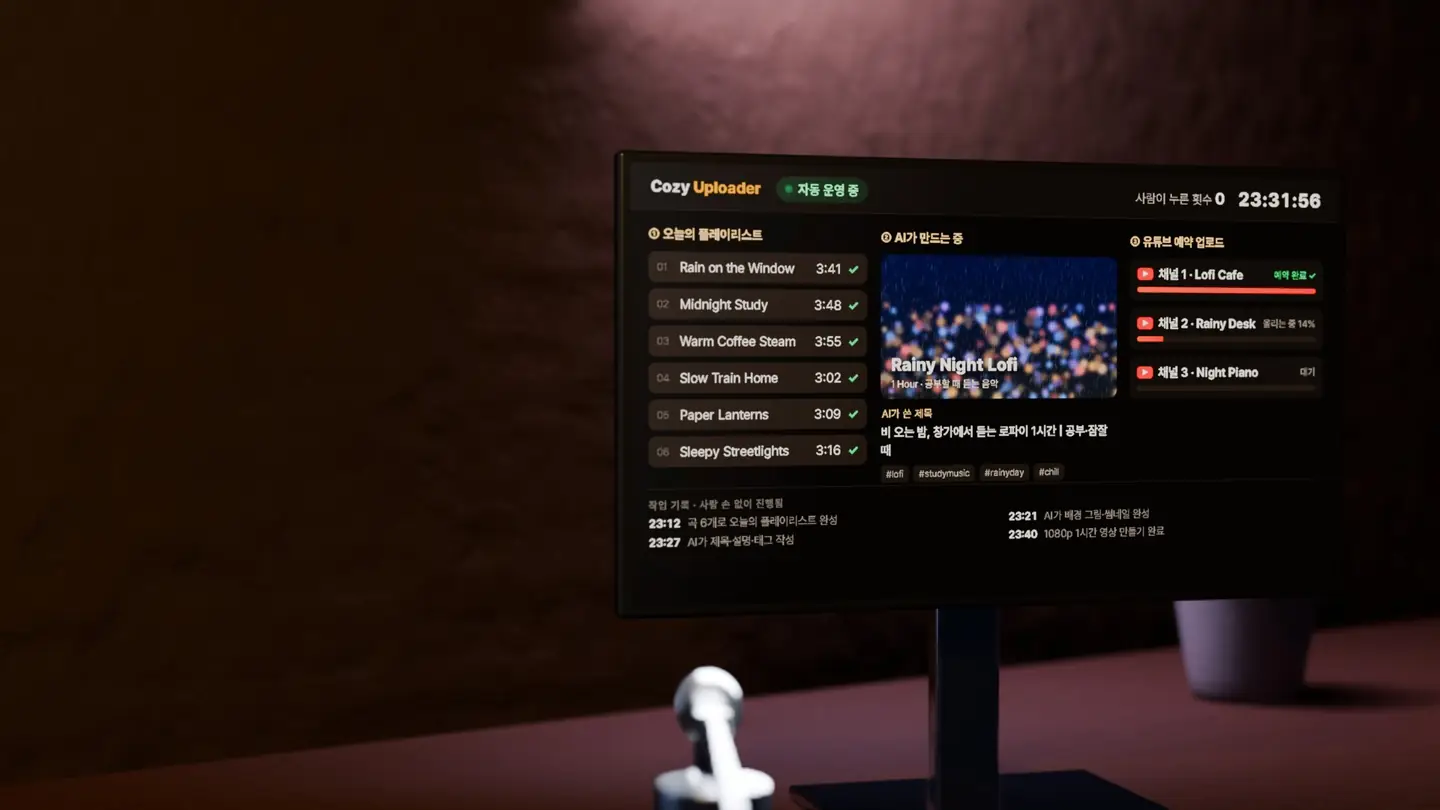 Cozy Uploader
자동 운영 중
사람이 누른 횟수 0
23:31:56
① 오늘의 플레이리스트
01 Rain on the Window 3:41 ✓
02 Midnight Study 3:48 ✓
03 Warm Coffee Steam 3:55 ✓
04 Slow Train Home 3:02 ✓
05 Paper Lanterns 3:09 ✓
06 Sleepy Streetlights 3:16 ✓
② AI가 만드는 중
Rainy Night Lofi
1 Hour · 공부할 때 듣는 음악
AI가 쓴 제목
비 오는 밤, 창가에서 듣는 로파이 1시간 | 공부·잠잘
때
#lofi #studymusic #rainyday #chill
③ 유튜브 예약 업로드
채널 1 · Lofi Cafe 예약 완료 ✓
채널 2 · Rainy Desk 올리는 중 14%
채널 3 · Night Piano 대기
작업 기록 · 사람 손 없이 진행됨
23:12 곡 6개로 오늘의 플레이리스트 완성
23:21 AI가 배경 그림·썸네일 완성
23:27 AI가 제목·설명·태그 작성
23:40 1080p 1시간 영상 만들기 완료